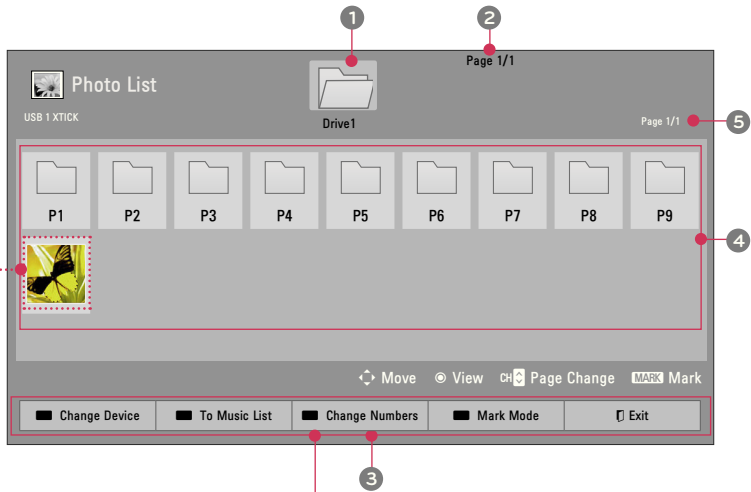 1
2
Page 1/1
Photo List
USB 1 XTICK
Drive1
Page 1/1
5
P1 P2 P3 P4 P5 P6 P7 P8 P9
4
Move View CH Page Change MARK Mark
Change Device To Music List Change Numbers Mark Mode Exit
3